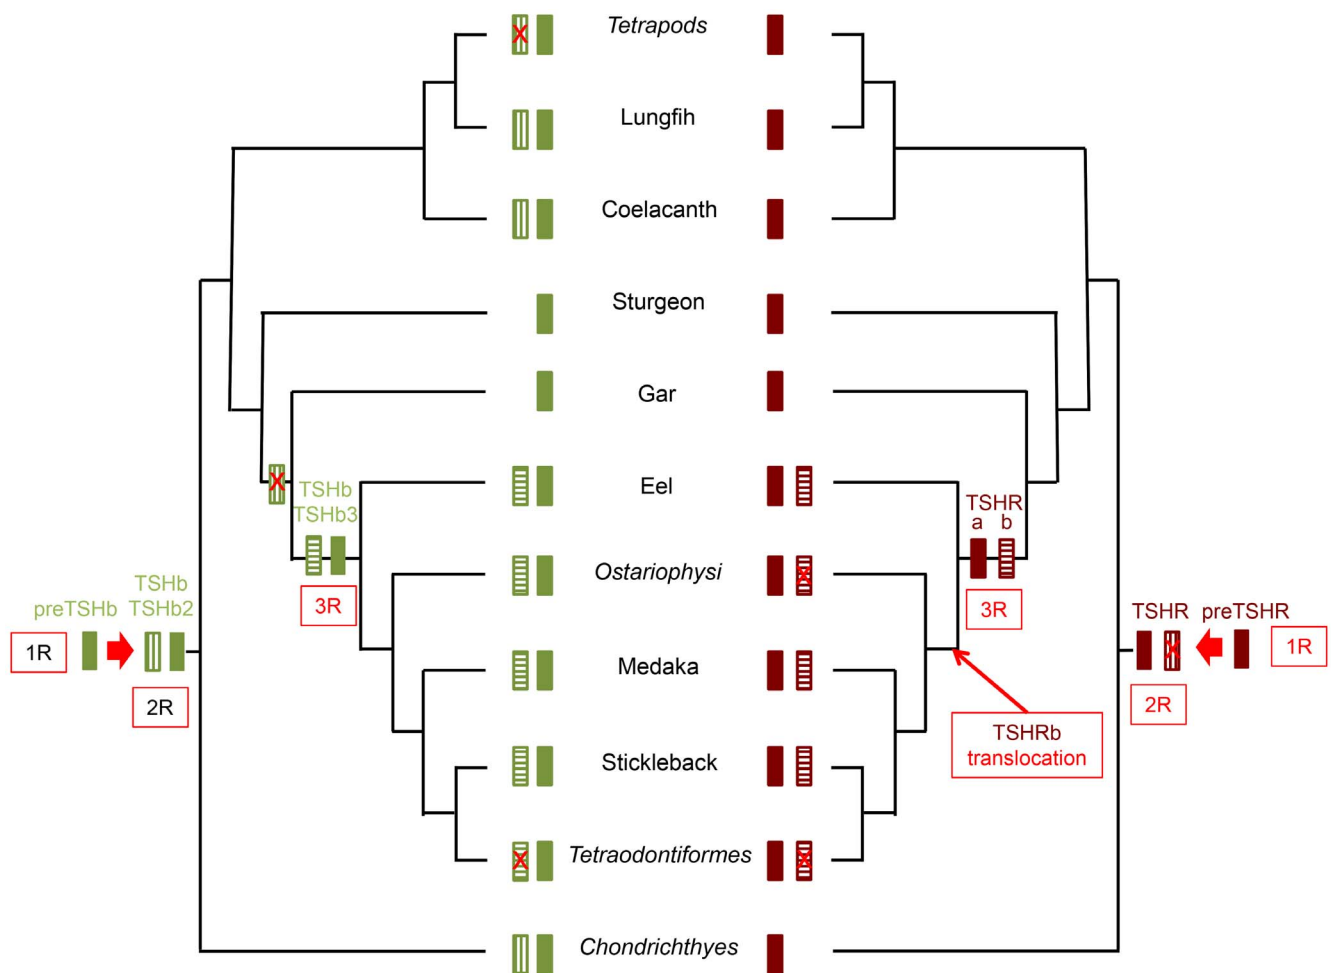 Tetrapods
Lungfih
Coelacanth
Sturgeon
Gar
Eel
Ostariophysi
Medaka
Stickleback
Tetraodontiformes
Chondrichthyes
TSHb
TSHb3
3R
TSHb
TSHb2
preTSHb
1R
2R
TSHR
a b
3R
TSHR
preTSHR
1R
2R
TSHRb
translocation
X
X
X
X
X
X